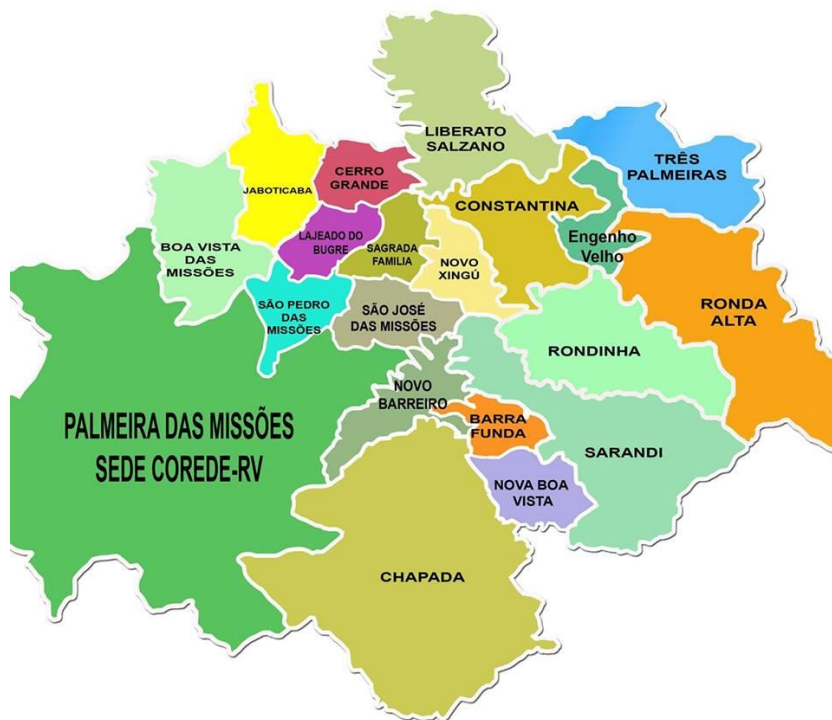 LIBERATO
SALZANO
TRÊS
PALMEIRAS
CERRO
GRANDE
JABOTICABA
CONSTANTINA
LAJEADO DO
BUGRE
SAGRADA
FAMILIA
BOA VISTA
DAS
MISSÕES
Engenho
Velho
NOVO
XINGÚ
RONDA
ALTA
SÃO PEDRO
DAS
MISSÕES
SÃO JOSÉ
DAS MISSÕES
RONDINHA
NOVO
BARREIRO
PALMEIRA DAS MISSÕES
SEDE COREDE-RV
BARRA
FUNDA
SARANDI
NOVA BOA
VISTA
CHAPADA